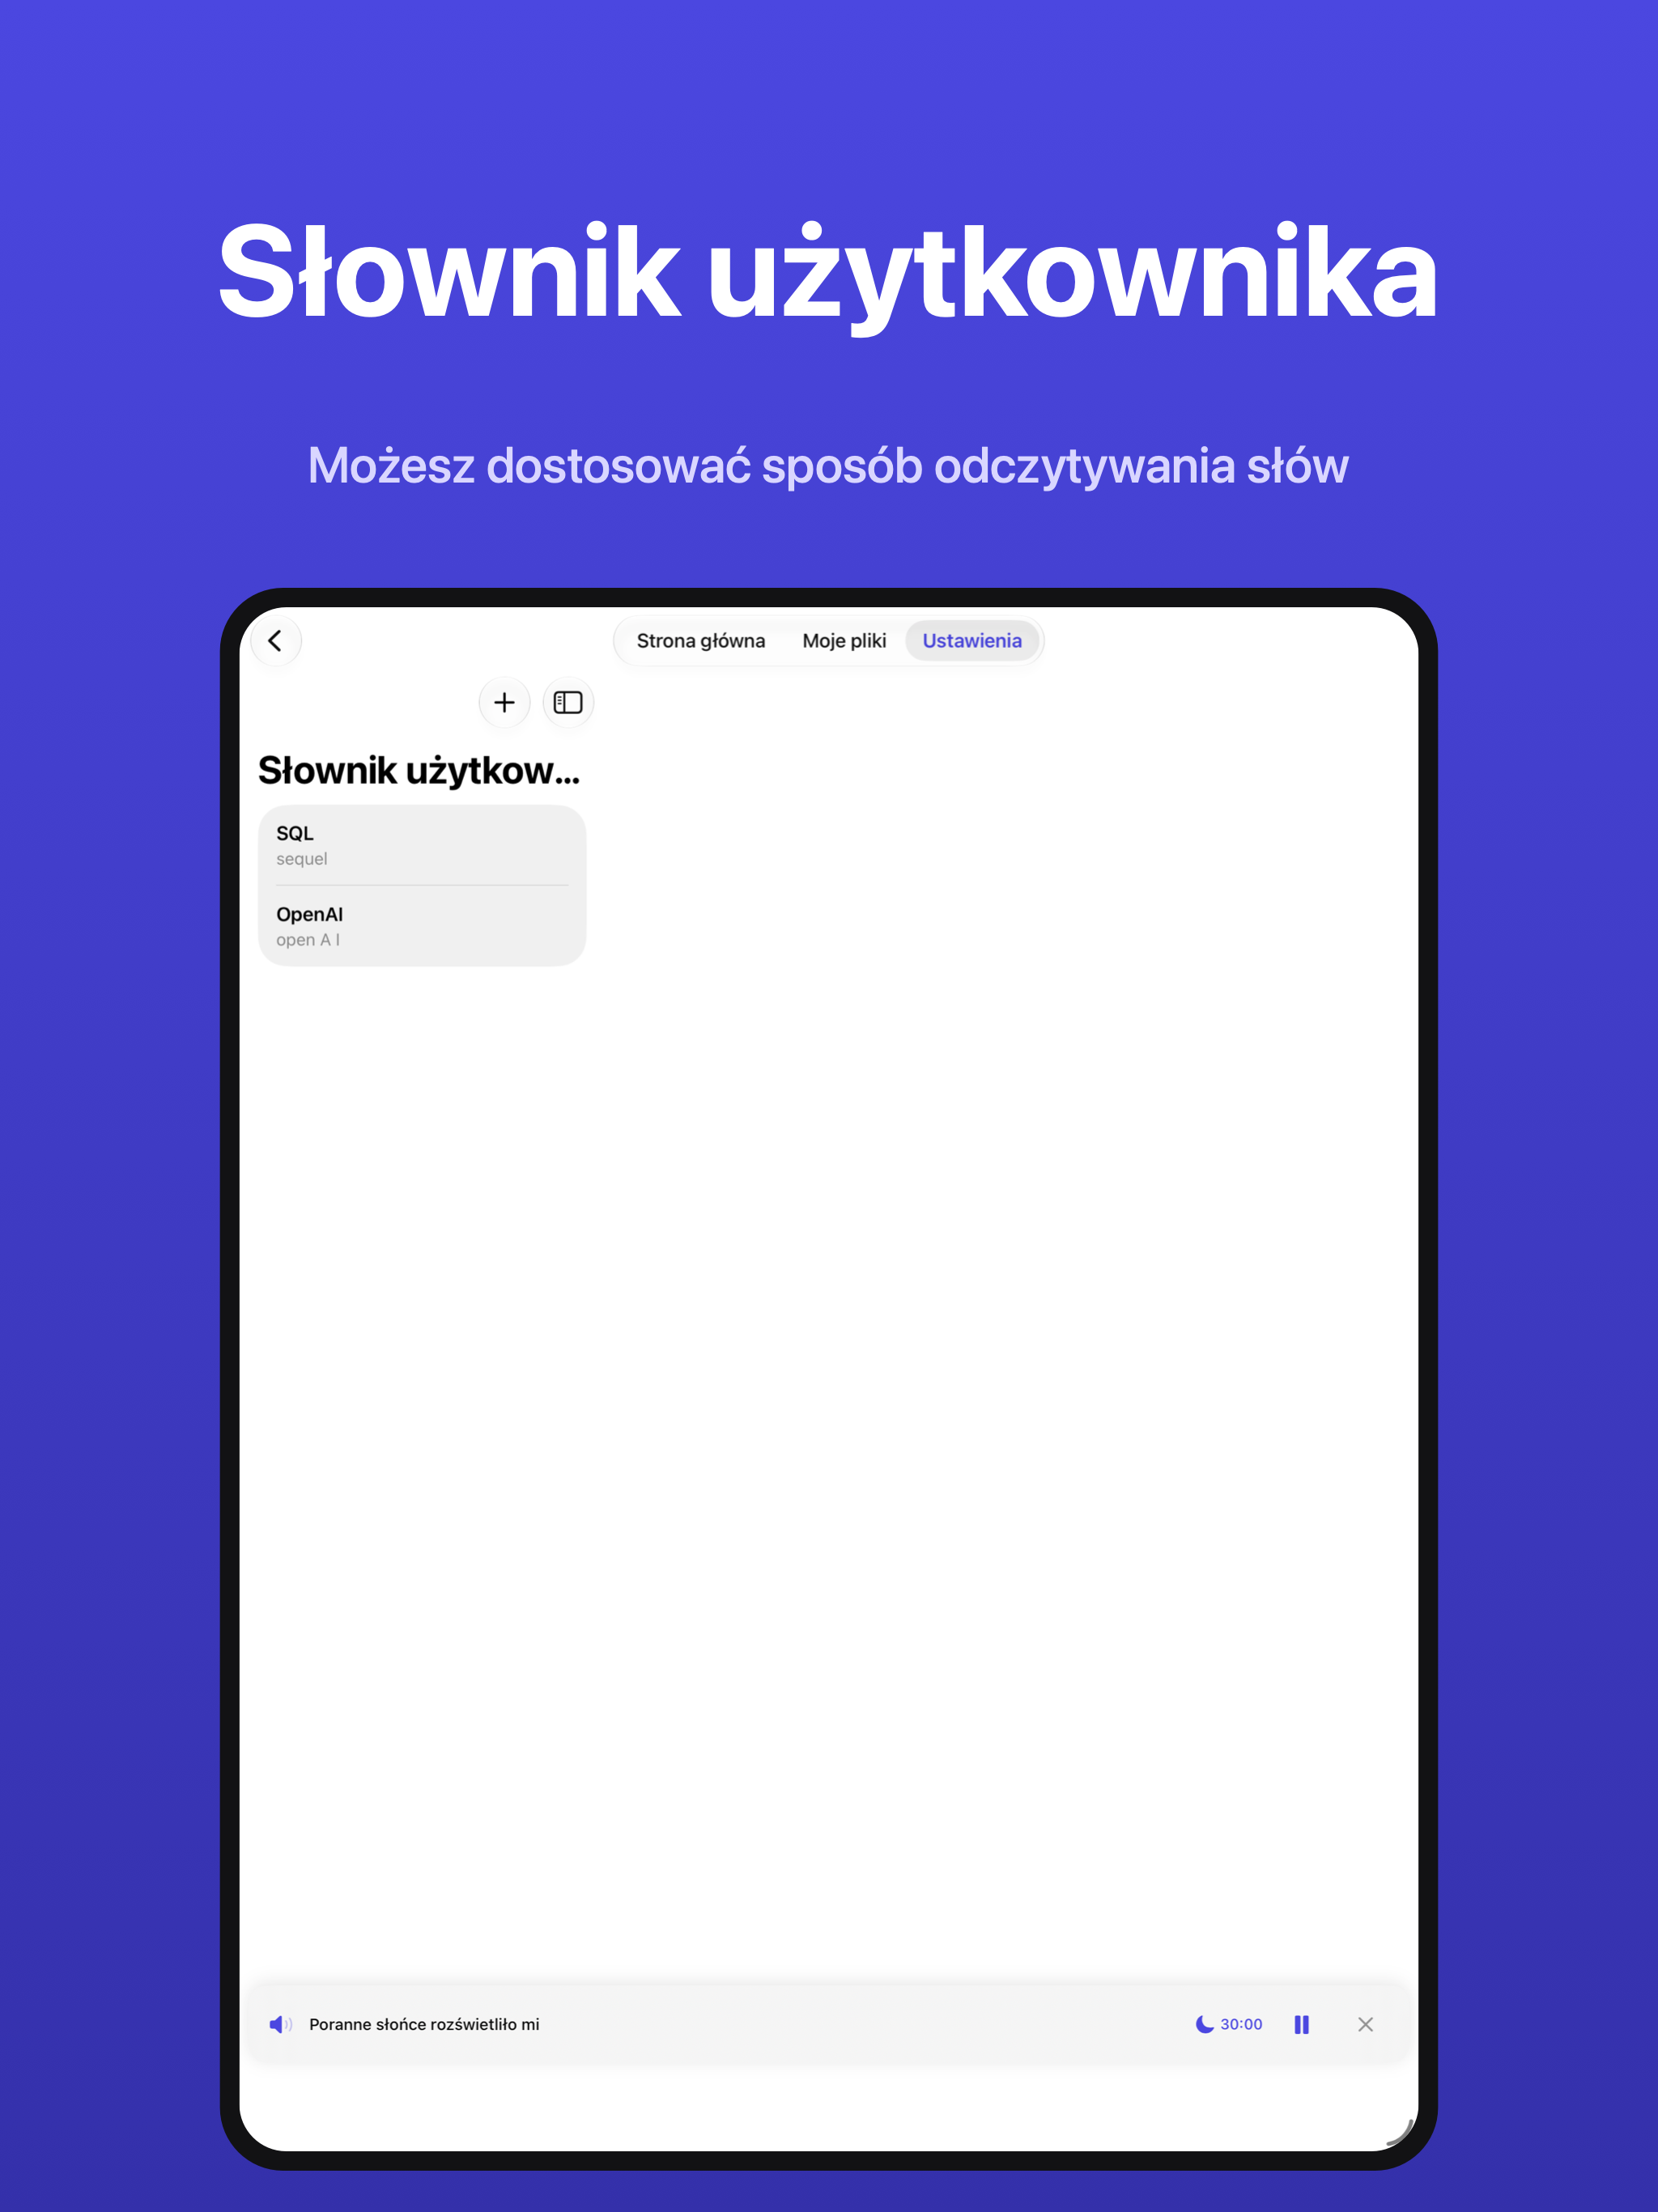 Słownik użytkownika
Możesz dostosować sposób odczytywania słów
Strona główna Moje pliki Ustawienia
Słownik użytkow...
SQL
sequel
OpenAI
open A I
Poranne słońce rozświetliło mi 30:00